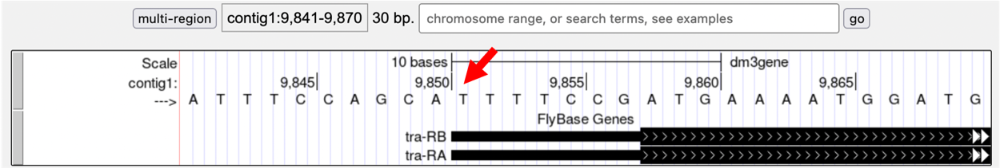 multi-region contig1:9,841-9,870 30 bp. chromosome range, or search terms, see examples go
Scale 10 bases dm3gene
contig1: 9,845 9,850 9,855 9,860 9,865
---> A T T T C C A G C A T T T T C C G A T G A A A A T G G A T G
FlyBase Genes
tra-RB
tra-RA